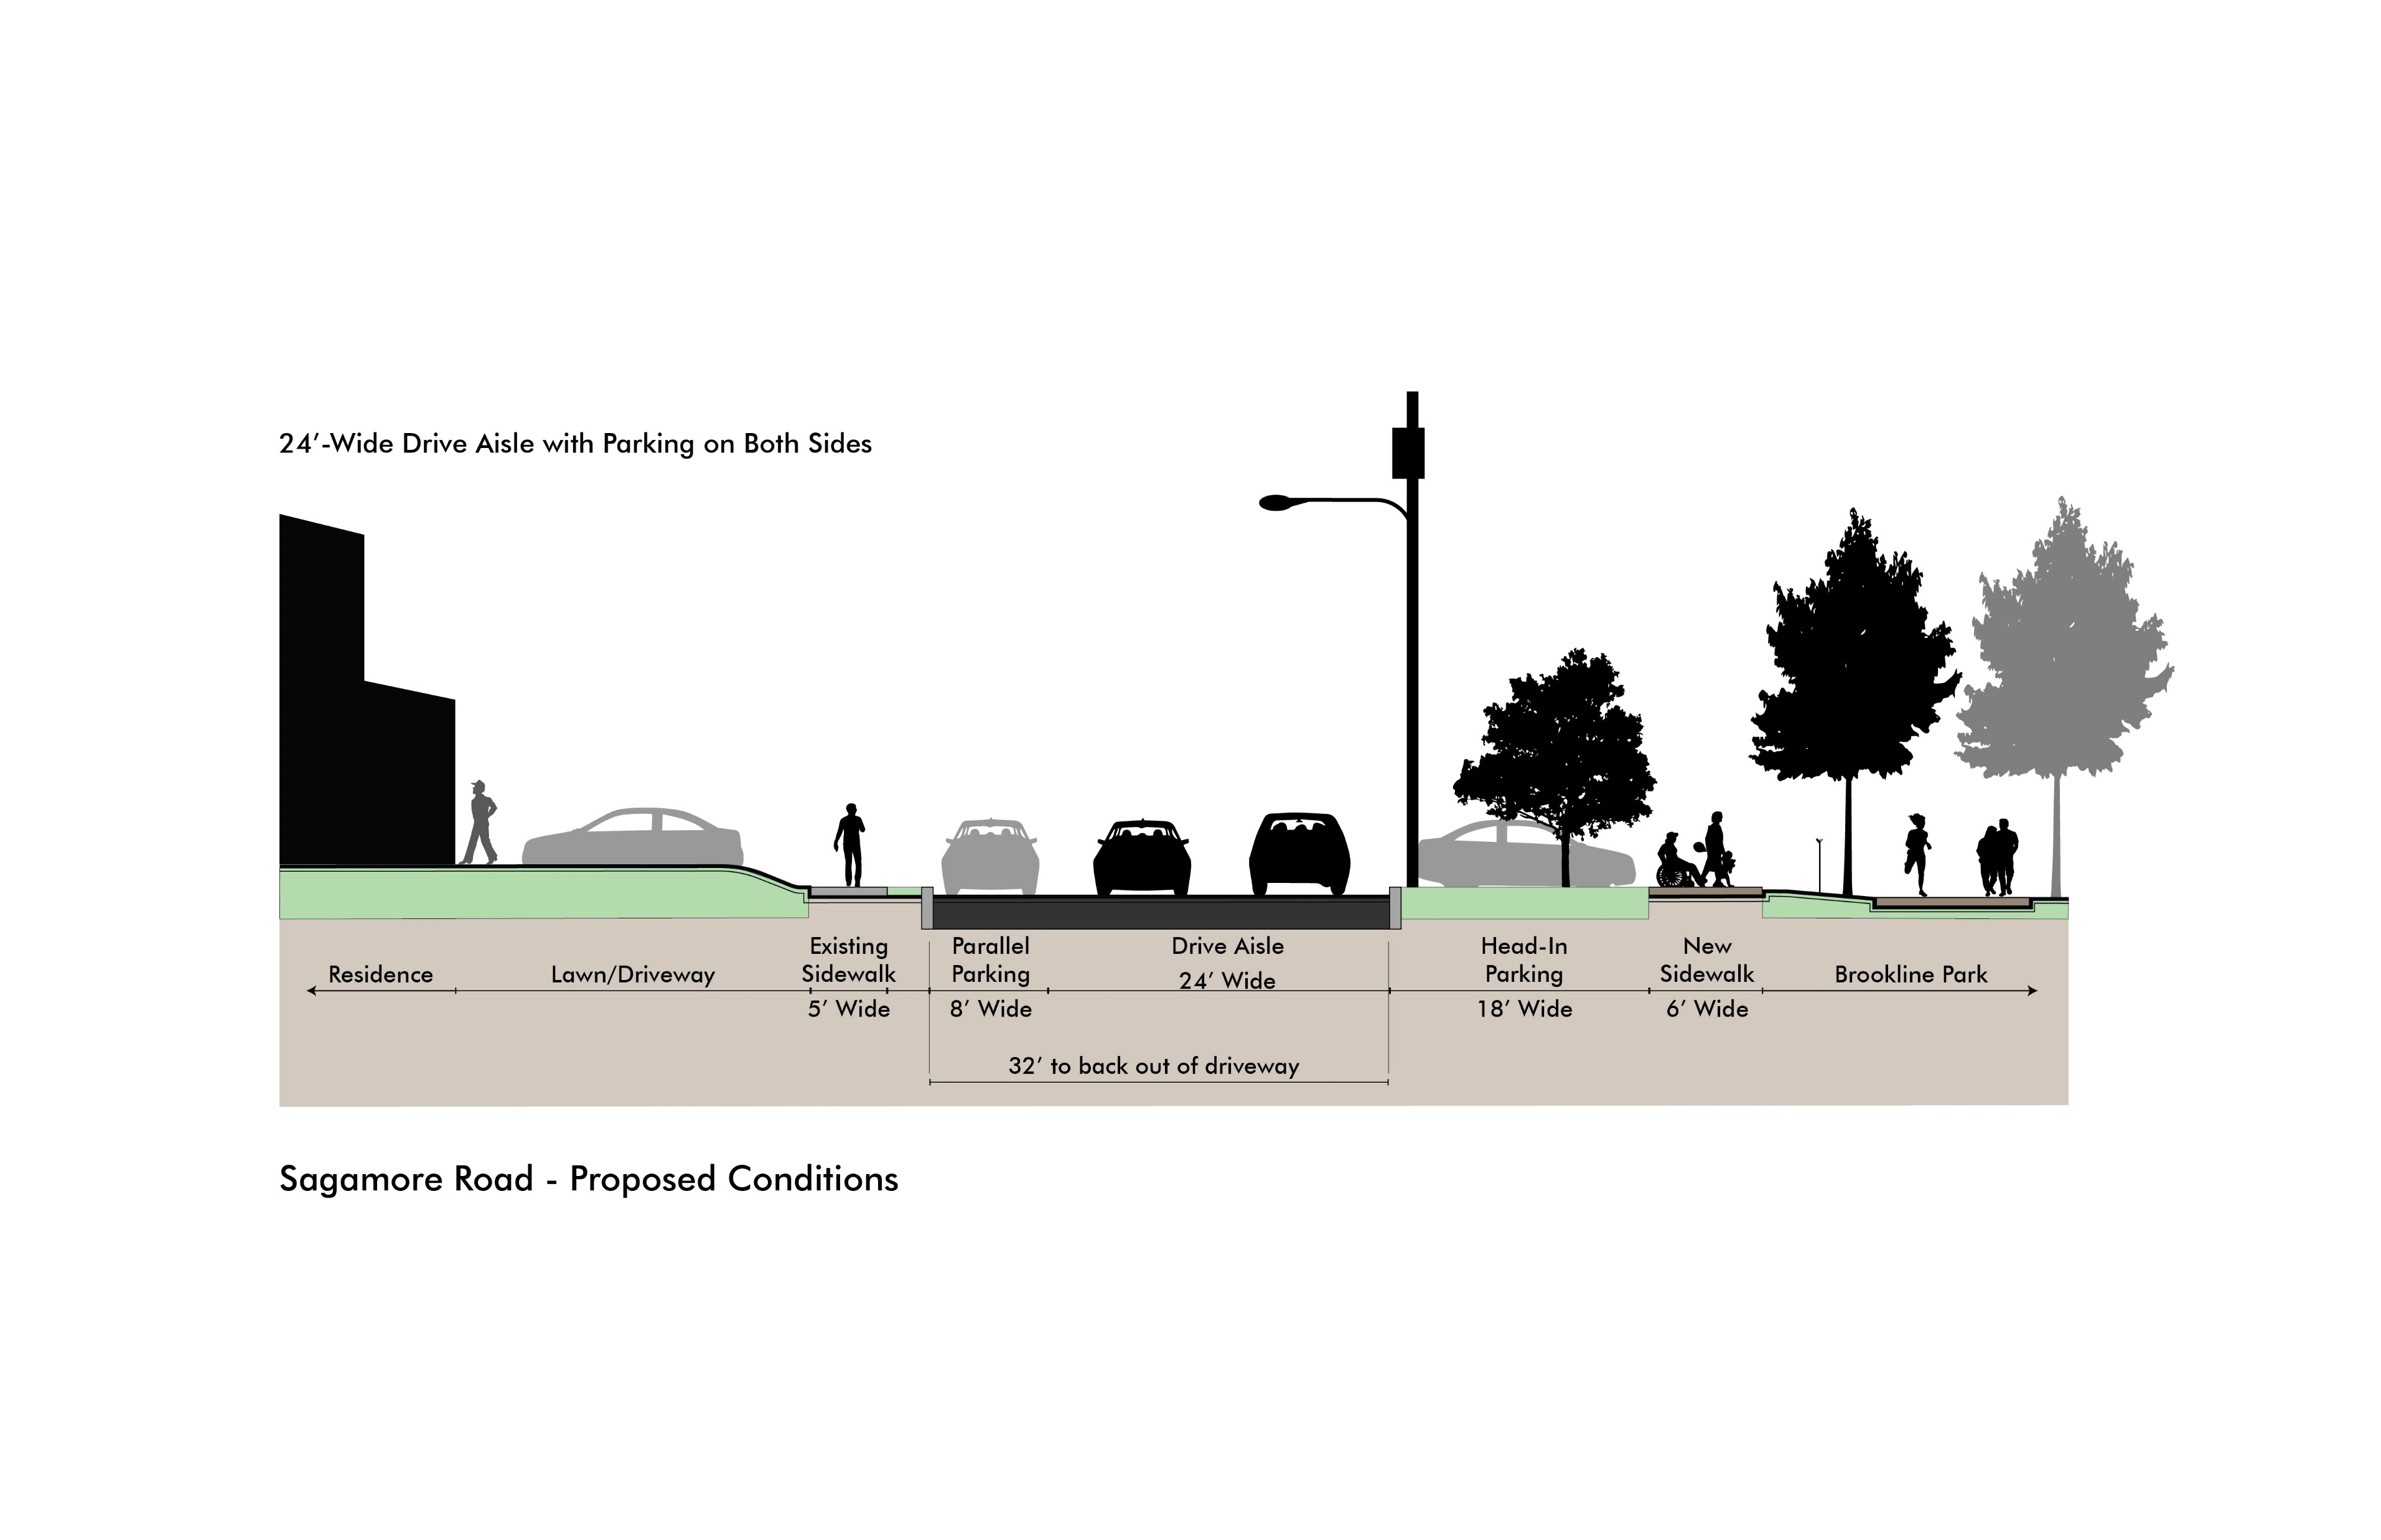 24′-Wide Drive Aisle with Parking on Both Sides
Residence
Lawn/Driveway
Existing
Sidewalk
5′ Wide
Parallel
Parking
8′ Wide
Drive Aisle
24′ Wide
Head-In
Parking
18′ Wide
New
Sidewalk
6′ Wide
Brookline Park
32′ to back out of driveway
Sagamore Road - Proposed Conditions